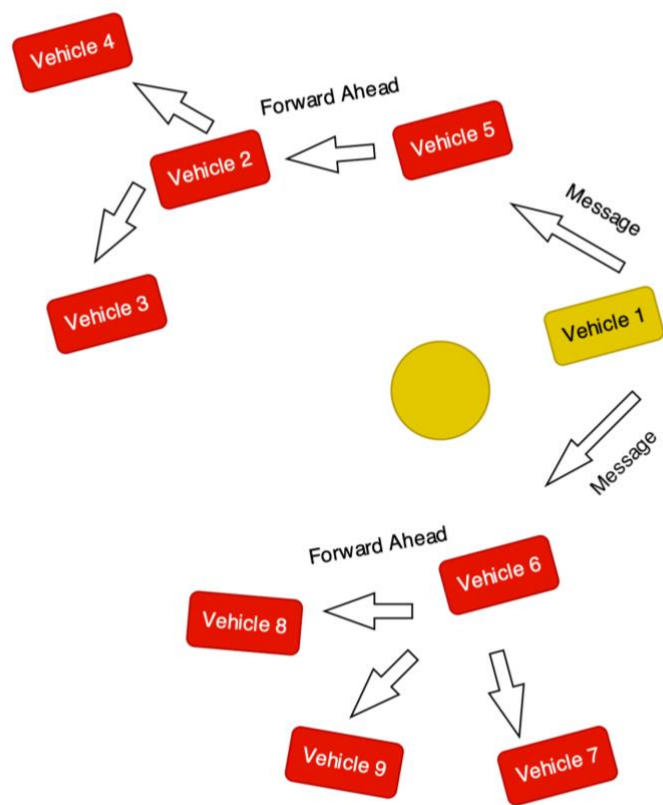 Vehicle 4
Forward Ahead
Vehicle 5
Vehicle 2
Message
Vehicle 3
Vehicle 1
Message
Forward Ahead
Vehicle 6
Vehicle 8
Vehicle 9
Vehicle 7